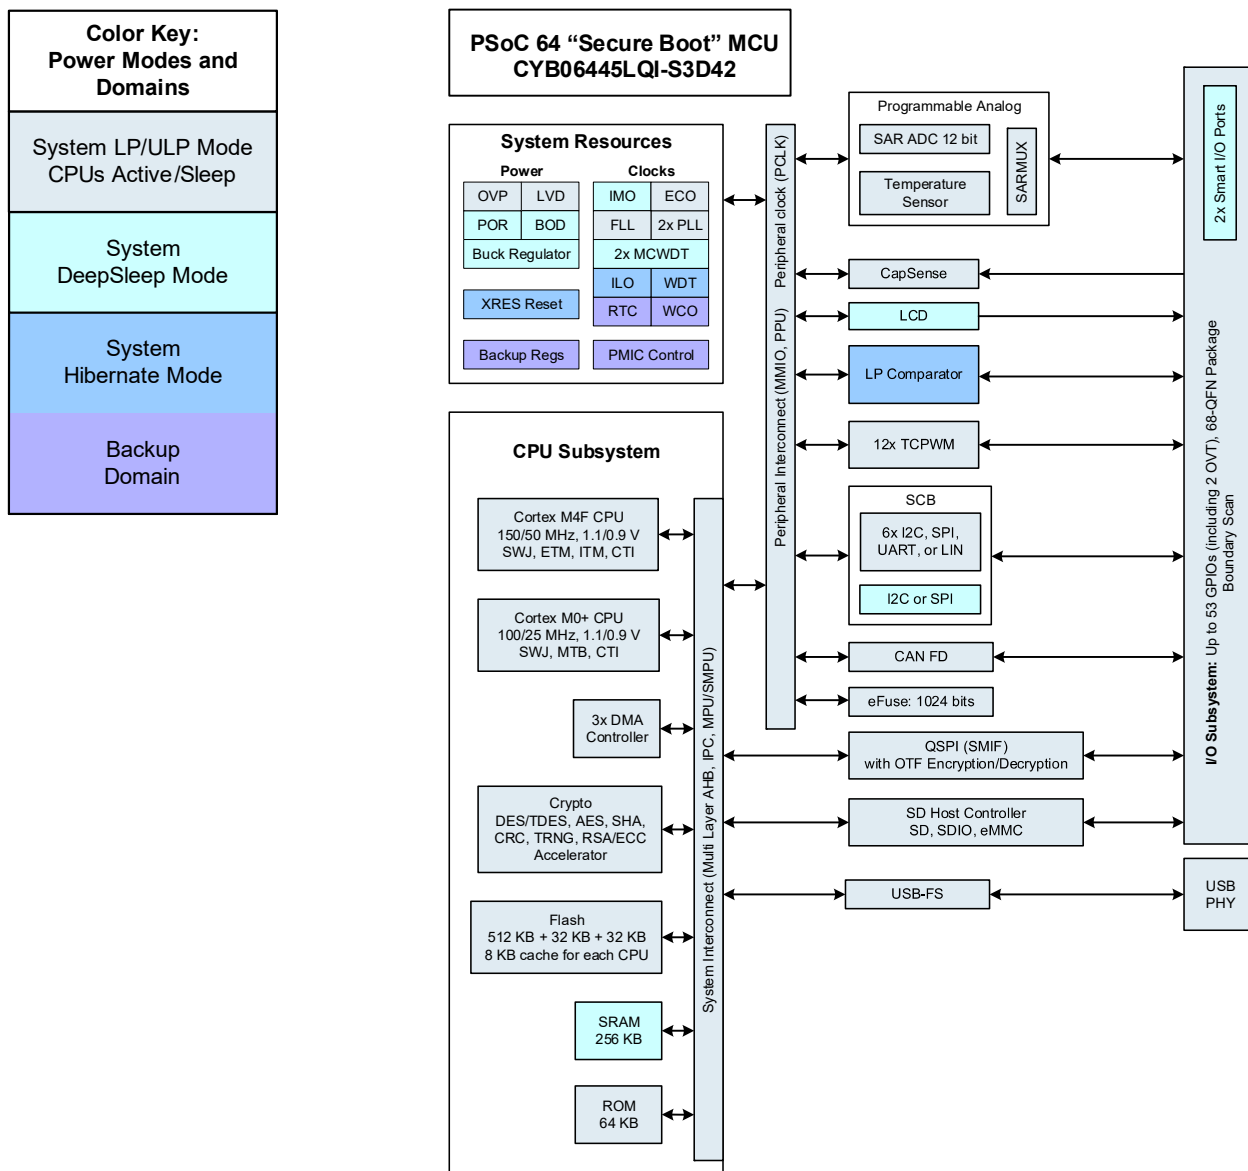 Color Key:
Power Modes and
Domains
System LP/ULP Mode
CPUs Active/Sleep
System
DeepSleep Mode
System
Hibernate Mode
Backup
Domain
PSoC 64 “Secure Boot” MCU
CYB06445LQI-S3D42
System Resources
Power
Clocks
OVP
LVD
IMO
ECO
POR
BOD
FLL
2x PLL
Buck Regulator
2x MCWDT
ILO
WDT
XRES Reset
RTC
WCO
Backup Regs
PMIC Control
CPU Subsystem
Cortex M4F CPU
150/50 MHz, 1.1/0.9 V
SWJ, ETM, ITM, CTI
Cortex M0+ CPU
100/25 MHz, 1.1/0.9 V
SWJ, MTB, CTI
3x DMA
Controller
Crypto
DES/TDES, AES, SHA,
CRC, TRNG, RSA/ECC
Accelerator
Flash
512 KB + 32 KB + 32 KB
8 KB cache for each CPU
SRAM
256 KB
ROM
64 KB
System Interconnect (Multi Layer AHB, IPC, MPU/SMPU)
Peripheral Interconnect (MMIO, PPU)
Peripheral clock (PCLK)
Programmable Analog
SAR ADC 12 bit
Temperature
Sensor
SARMUX
CapSense
LCD
LP Comparator
12x TCPWM
SCB
6x I2C, SPI,
UART, or LIN
I2C or SPI
CAN FD
eFuse: 1024 bits
QSPI (SMIF)
with OTF Encryption/Decryption
SD Host Controller
SD, SDIO, eMMC
USB-FS
2x Smart I/O Ports
I/O Subsystem: Up to 53 GPIOs (including 2 OVT), 68-QFN Package
Boundary Scan
USB
PHY